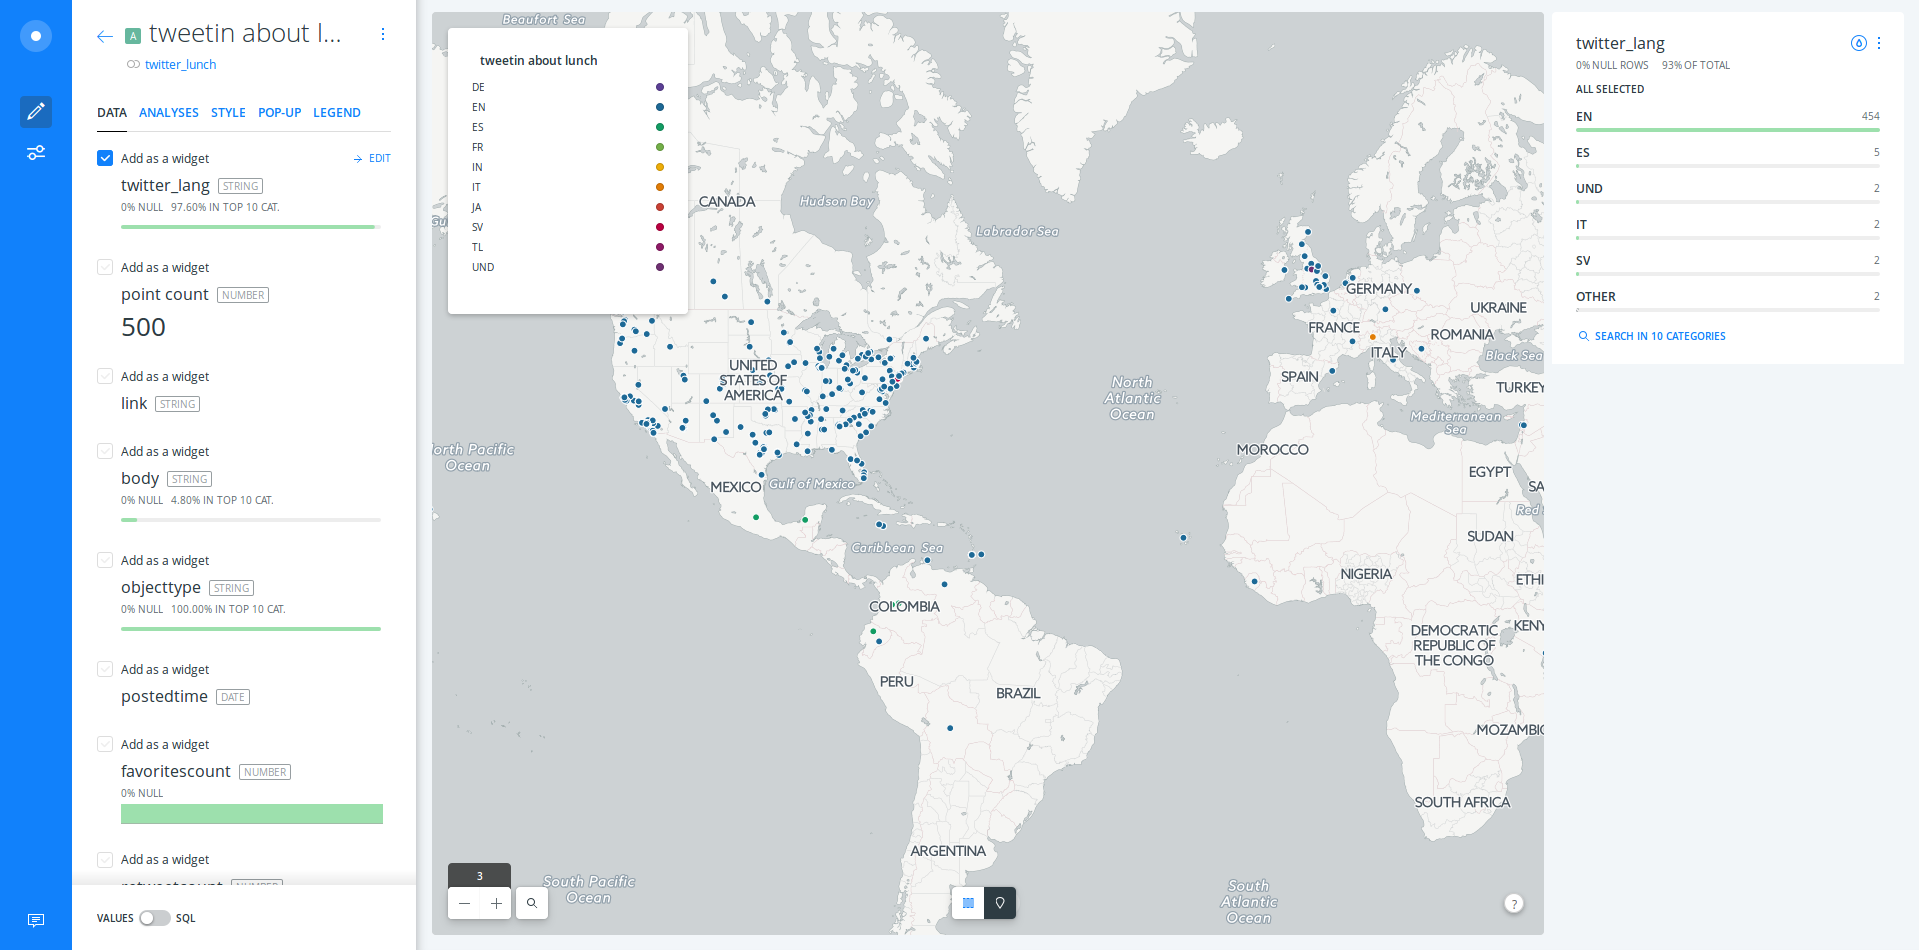 A tweetin about l...
twitter_lunch
DATA ANALYSES STYLE POP-UP LEGEND
Add as a widget EDIT
twitter_lang STRING
0% NULL 97.60% IN TOP 10 CAT.
Add as a widget
point count NUMBER
500
Add as a widget
link STRING
Add as a widget
body STRING
0% NULL 4.80% IN TOP 10 CAT.
Add as a widget
objecttype STRING
0% NULL 100.00% IN TOP 10 CAT.
Add as a widget
postedtime DATE
Add as a widget
favoritescount NUMBER
0% NULL
Add as a widget
VALUES SQL
tweetin about lunch
DE
EN
ES
FR
IN
IT
JA
SV
TL
UND
Beaufort Sea
CANADA
Hudson Bay
Gu
Labrador Sea
UNITED
STATES OF
AMERICA
North
Atlantic
Ocean
orth Pacific
Ocean
MEXICO
Gulf of Mexico
Caribbean Sea
COLOMBIA
PERU
BRAZIL
ARGENTINA
South Pacific
Ocean
South
Atlantic
Ocean
GERMANY
UKRAINE
FRANCE
ROMANIA
ITALY
Black Sea
SPAIN
TURKEY
Mediterranean
Sea
MOROCCO
EGYPT
SA
Red
SUDAN
NIGERIA
ETHI
DEMOCRATIC
REPUBLIC OF
THE CONGO
KENY
MOZAMBIC
SOUTH AFRICA
3
?
twitter_lang
0% NULL ROWS 93% OF TOTAL
ALL SELECTED
EN 454
ES 5
UND 2
IT 2
SV 2
OTHER 2
SEARCH IN 10 CATEGORIES